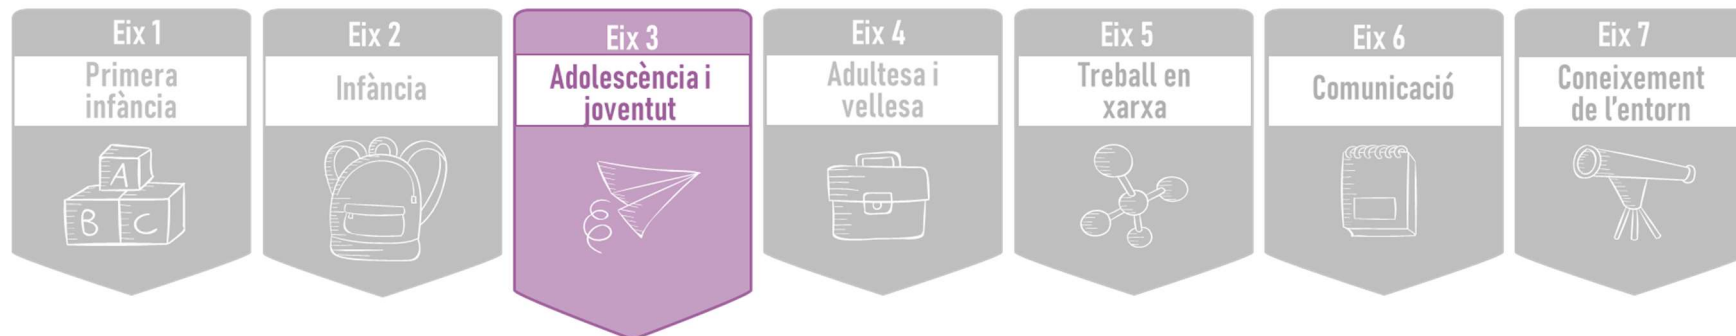 Eix 1
Primera
infància
A
B C
Eix 2
Infància
Eix 3
Adolescència i
joventut
Eix 4
Adultesa i
vellesa
Eix 5
Treball en
xarxa
Eix 6
Comunicació
Eix 7
Coneixement
de l'entorn